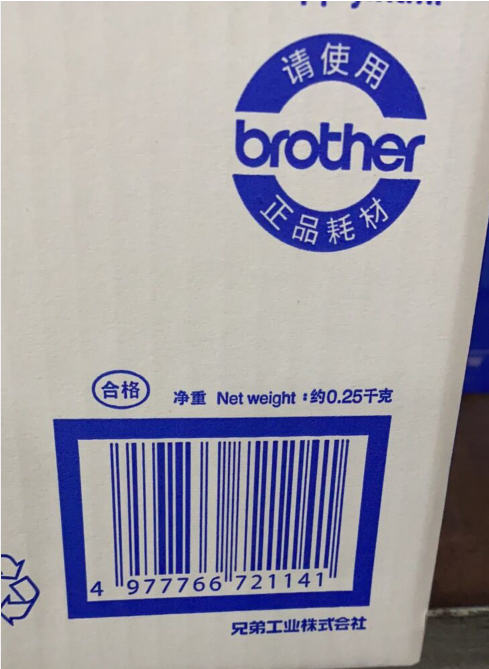 请使用
brother
正品耗材
合格
净重 Net weight：约0.25千克
4 977766 721141
兄弟工业株式会社